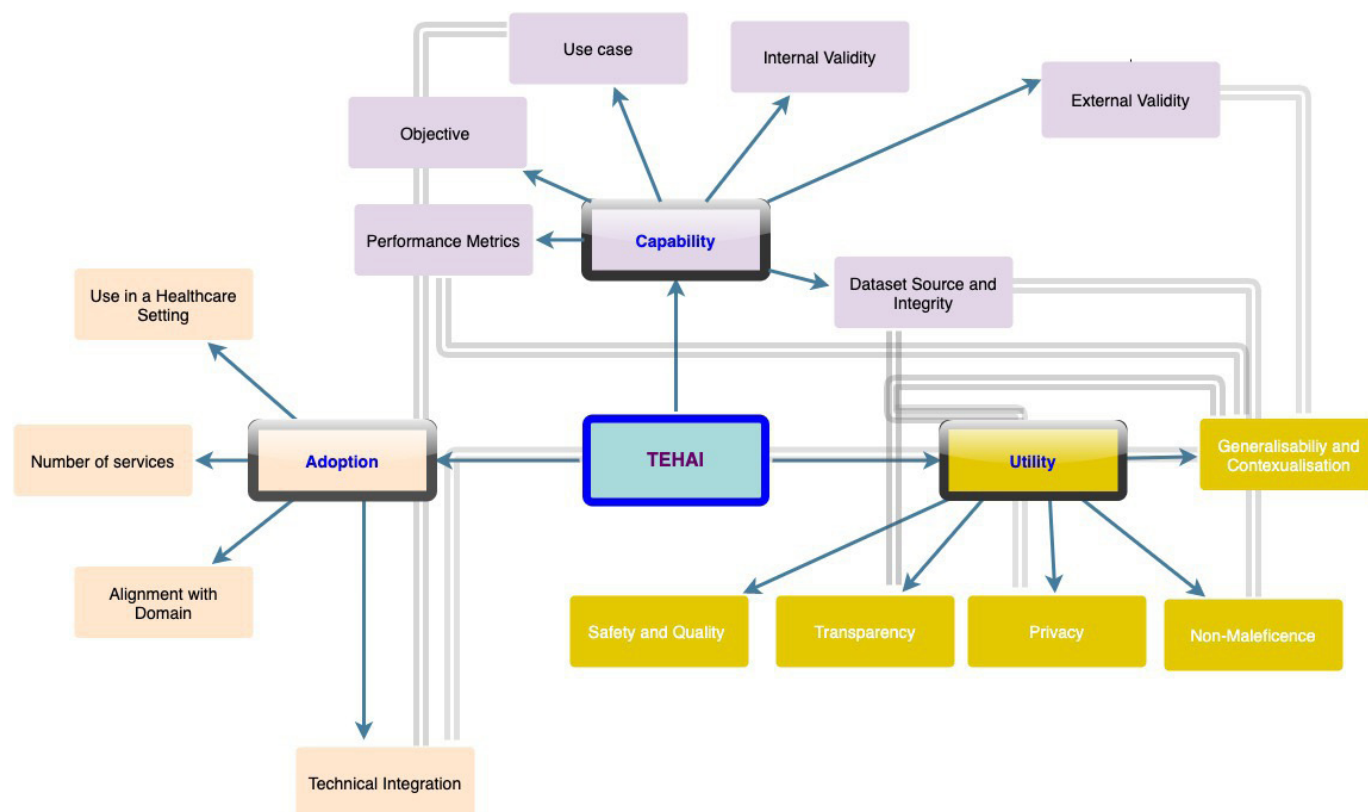 Use case
Internal Validity
External Validity
Objective
Performance Metrics
Capability
Dataset Source and
Integrity
Use in a Healthcare
Setting
Number of services
Adoption
TEHAI
Utility
Generalisabiliy and
Contexualisation
Alignment with
Domain
Safety and Quality
Transparency
Privacy
Non-Maleficence
Technical Integration